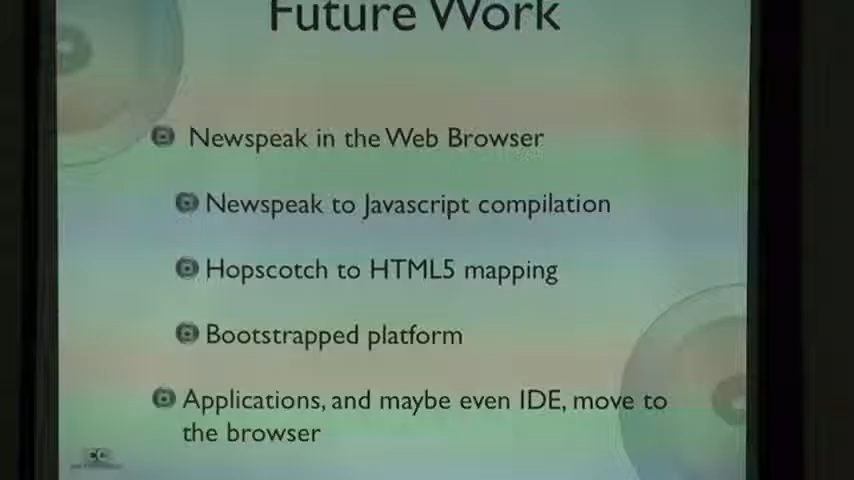 Future Work
Newspeak in the Web Browser
Newspeak to Javascript compilation
Hopscotch to HTML5 mapping
Bootstrapped platform
Applications, and maybe even IDE, move to
the browser